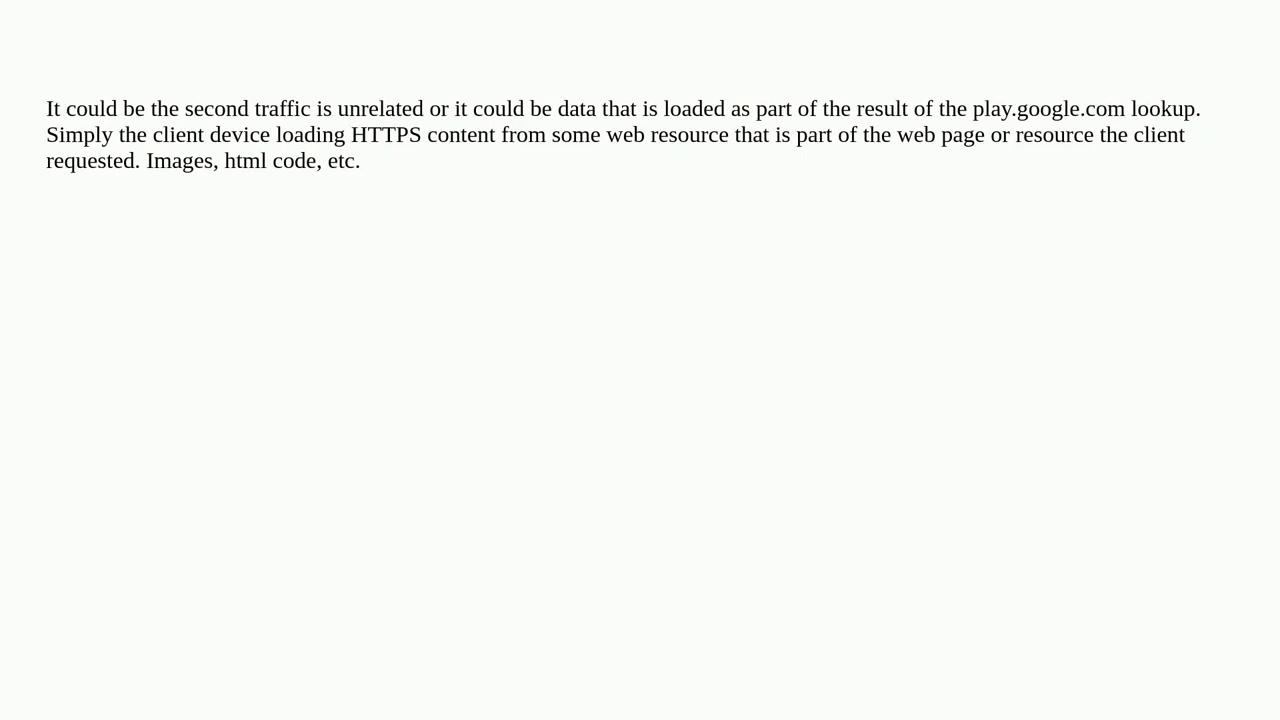 It could be the second traffic is unrelated or it could be data that is loaded as part of the result of the play.google.com lookup.
Simply the client device loading HTTPS content from some web resource that is part of the web page or resource the client
requested. Images, html code, etc.